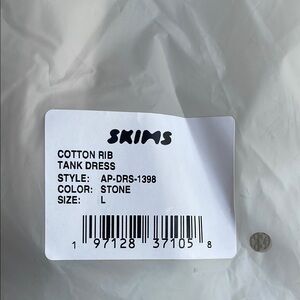 SKIMS
COTTON RIB
TANK DRESS
STYLE: AP-DRS-1398
COLOR: STONE
SIZE: L
1 97128 37105 8